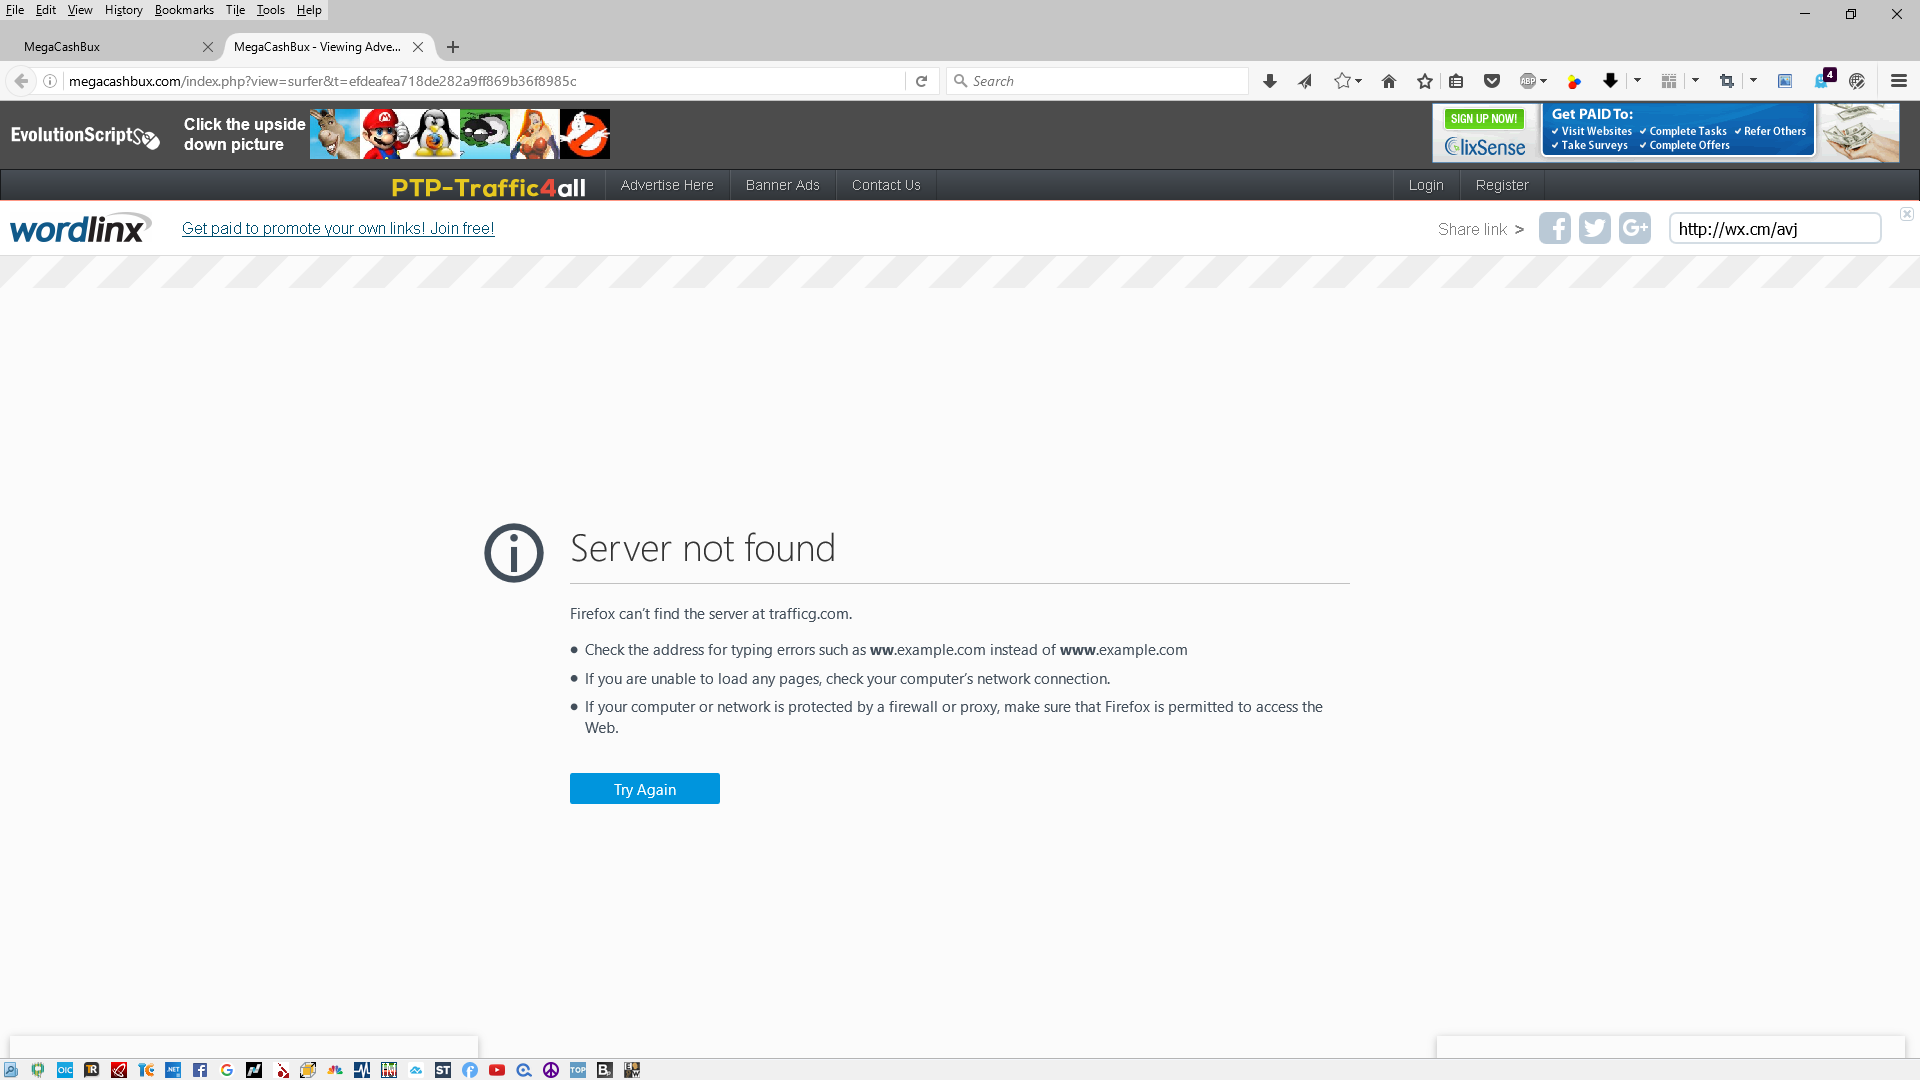 File Edit View History Bookmarks Tile Tools Help
MegaCashBux
MegaCashBux - Viewing Adve...
megacashbux.com/index.php?view=surfer&t=efdeafea718de282a9ff869b36f8985c
Search
ABP
4
EvolutionScript
Click the upside
down picture
SIGN UP NOW!
ClixSense
Get PAID To:
Visit Websites Complete Tasks Refer Others
Take Surveys Complete Offers
PTP-Traffic4all
Advertise Here
Banner Ads
Contact Us
Login
Register
wordlinx
Get paid to promote your own links! Join free!
Share link >
http://wx.cm/avj
Server not found
Firefox can't find the server at trafficg.com.
Check the address for typing errors such as ww.example.com instead of www.example.com
If you are unable to load any pages, check your computer's network connection.
If your computer or network is protected by a firewall or proxy, make sure that Firefox is permitted to access the
Web.
Try Again
OIC
.NET
ST
TOP